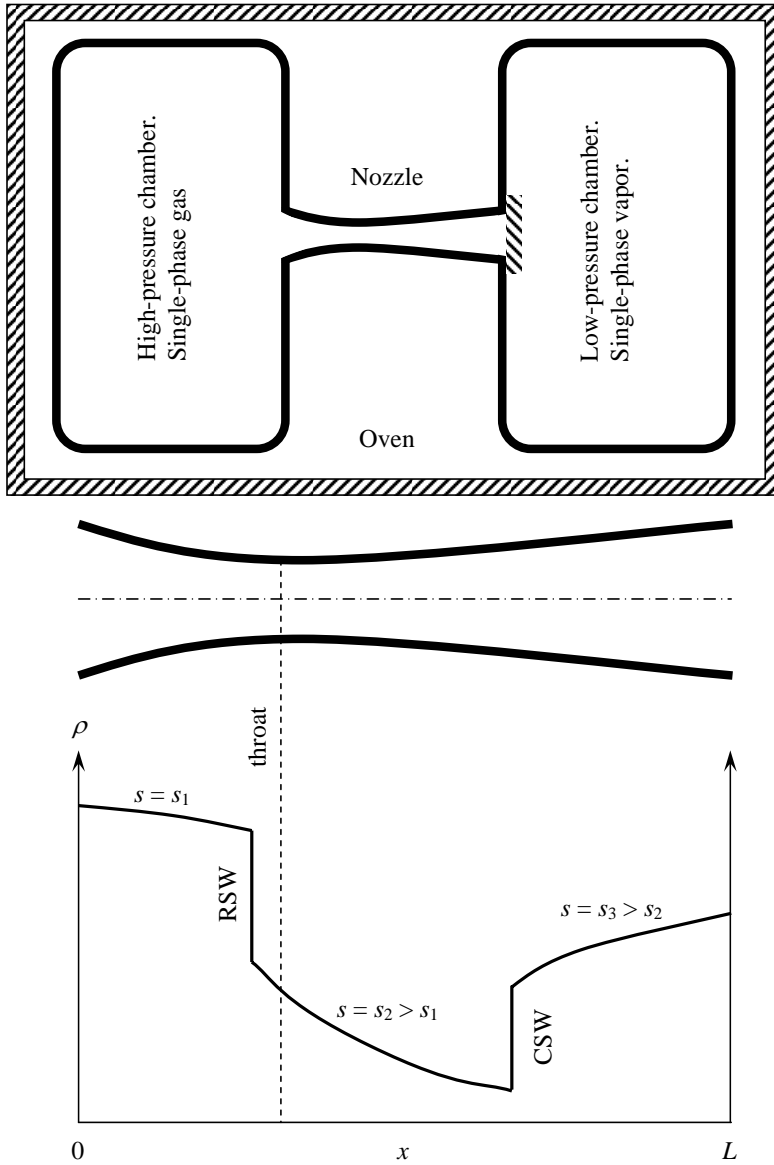 High-pressure chamber.
Single-phase gas
Nozzle
Low-pressure chamber.
Single-phase vapor.
Oven
throat
ρ
s = s1
RSW
s = s2 > s1
s = s3 > s2
CSW
0
x
L